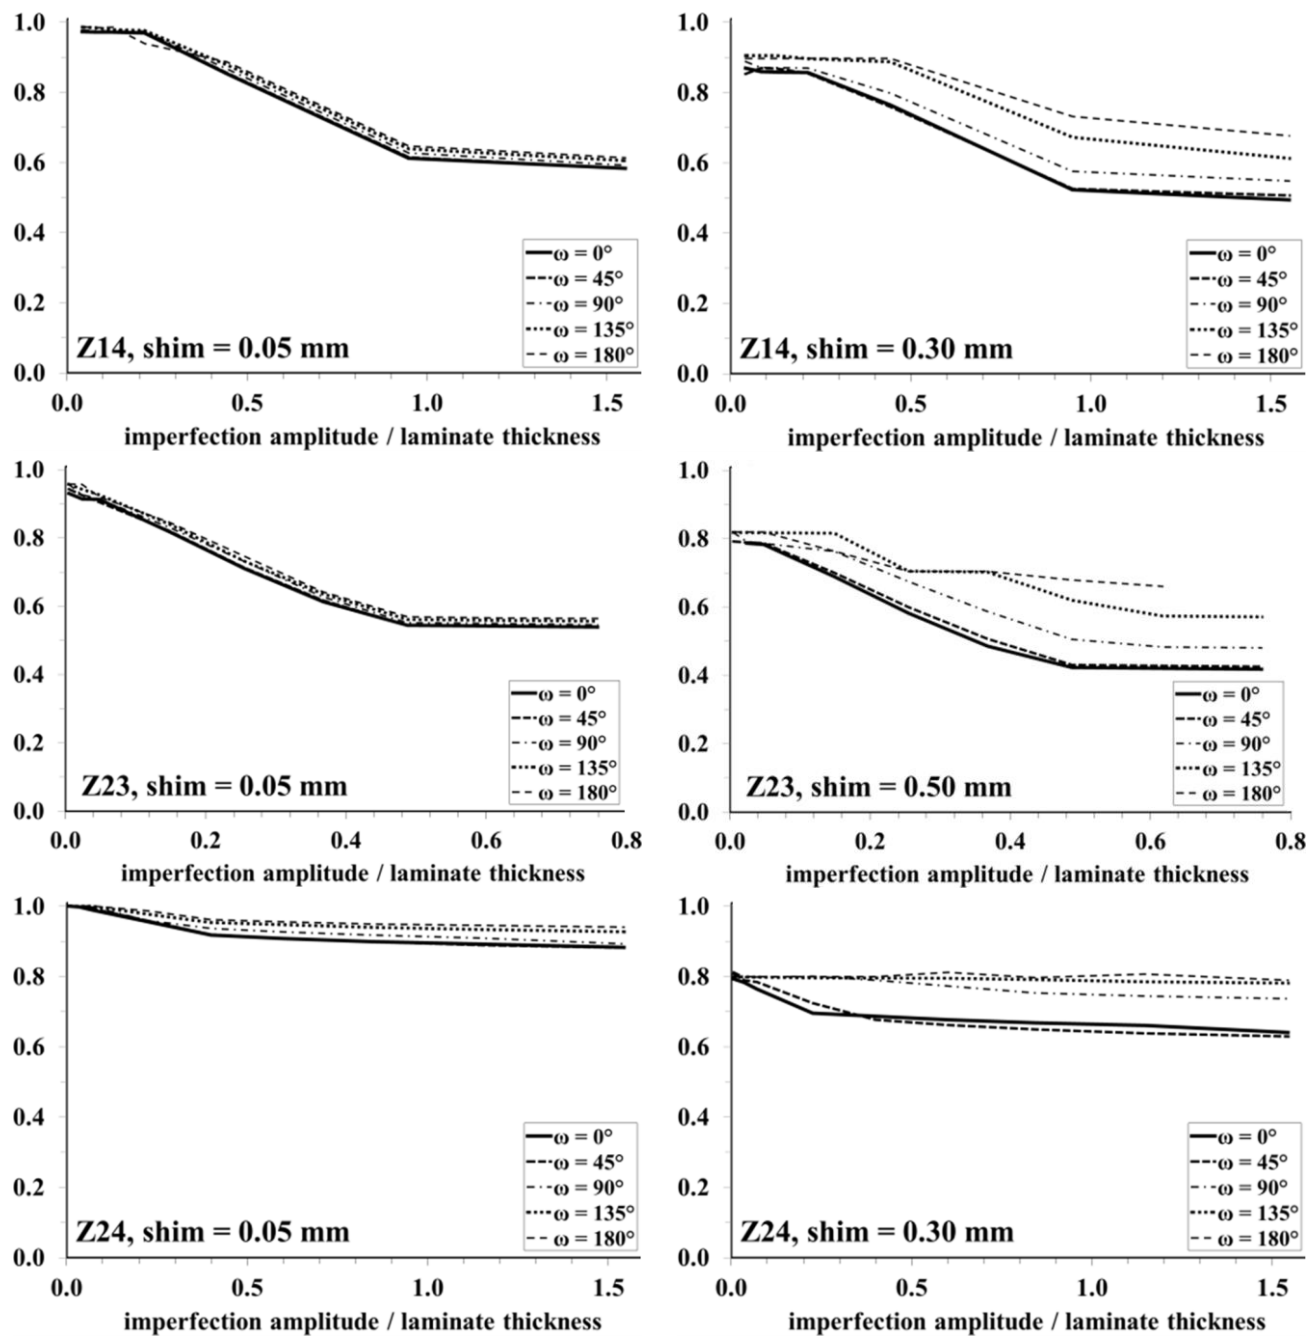 1.0
0.8
0.6
0.4
0.2
0.0
0.0 0.5 1.0 1.5
imperfection amplitude / laminate thickness
Z14, shim = 0.05 mm
ω = 0°
ω = 45°
ω = 90°
ω = 135°
ω = 180°
1.0
0.8
0.6
0.4
0.2
0.0
0.0 0.5 1.0 1.5
imperfection amplitude / laminate thickness
Z14, shim = 0.30 mm
ω = 0°
ω = 45°
ω = 90°
ω = 135°
ω = 180°
1.0
0.8
0.6
0.4
0.2
0.0
0.0 0.2 0.4 0.6 0.8
imperfection amplitude / laminate thickness
Z23, shim = 0.05 mm
ω = 0°
ω = 45°
ω = 90°
ω = 135°
ω = 180°
1.0
0.8
0.6
0.4
0.2
0.0
0.0 0.2 0.4 0.6 0.8
imperfection amplitude / laminate thickness
Z23, shim = 0.50 mm
ω = 0°
ω = 45°
ω = 90°
ω = 135°
ω = 180°
1.0
0.8
0.6
0.4
0.2
0.0
0.0 0.5 1.0 1.5
imperfection amplitude / laminate thickness
Z24, shim = 0.05 mm
ω = 0°
ω = 45°
ω = 90°
ω = 135°
ω = 180°
1.0
0.8
0.6
0.4
0.2
0.0
0.0 0.5 1.0 1.5
imperfection amplitude / laminate thickness
Z24, shim = 0.30 mm
ω = 0°
ω = 45°
ω = 90°
ω = 135°
ω = 180°